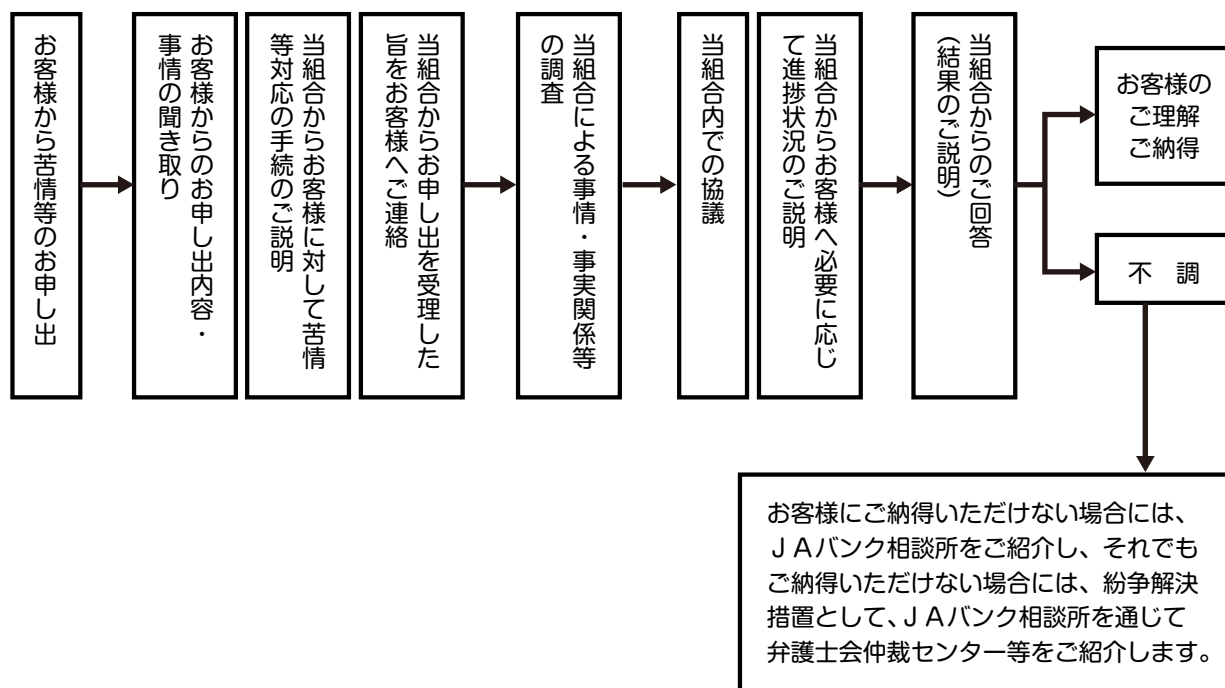 お客様から苦情等のお申し出
お客様からのお申し出内容・
事情の聞き取り
当組合からお客様に対して苦情
等対応の手続のご説明
当組合からお申し出を受理した
旨をお客様へご連絡
当組合による事情・事実関係等
の調査
当組合内での協議
当組合からお客様へ必要に応じ
て進捗状況のご説明
当組合からのご回答
（結果のご説明）
お客様の
ご理解
ご納得
不　調
お客様にご納得いただけない場合には、
ＪＡバンク相談所をご紹介し、それでも
ご納得いただけない場合には、紛争解決
措置として、ＪＡバンク相談所を通じて
弁護士会仲裁センター等をご紹介します。